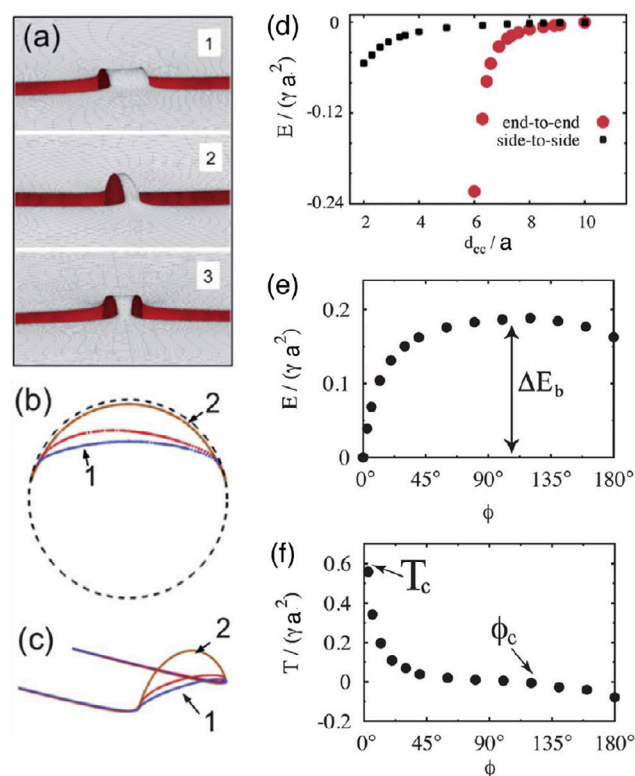 (a)
1
2
3
(b)
2
1
(c)
2
1
(d)
E/(γ a²)
0
-0.12
-0.24
end-to-end
side-to-side
2
4
6
8
10
d_cc/a
(e)
E/(γ a²)
0.2
0.1
0
ΔE_b
0°
45°
90°
135°
180°
ϕ
(f)
T/(γ a²)
0.6
0.4
0.2
0
-0.2
T_c
ϕ_c
0°
45°
90°
135°
180°
ϕ